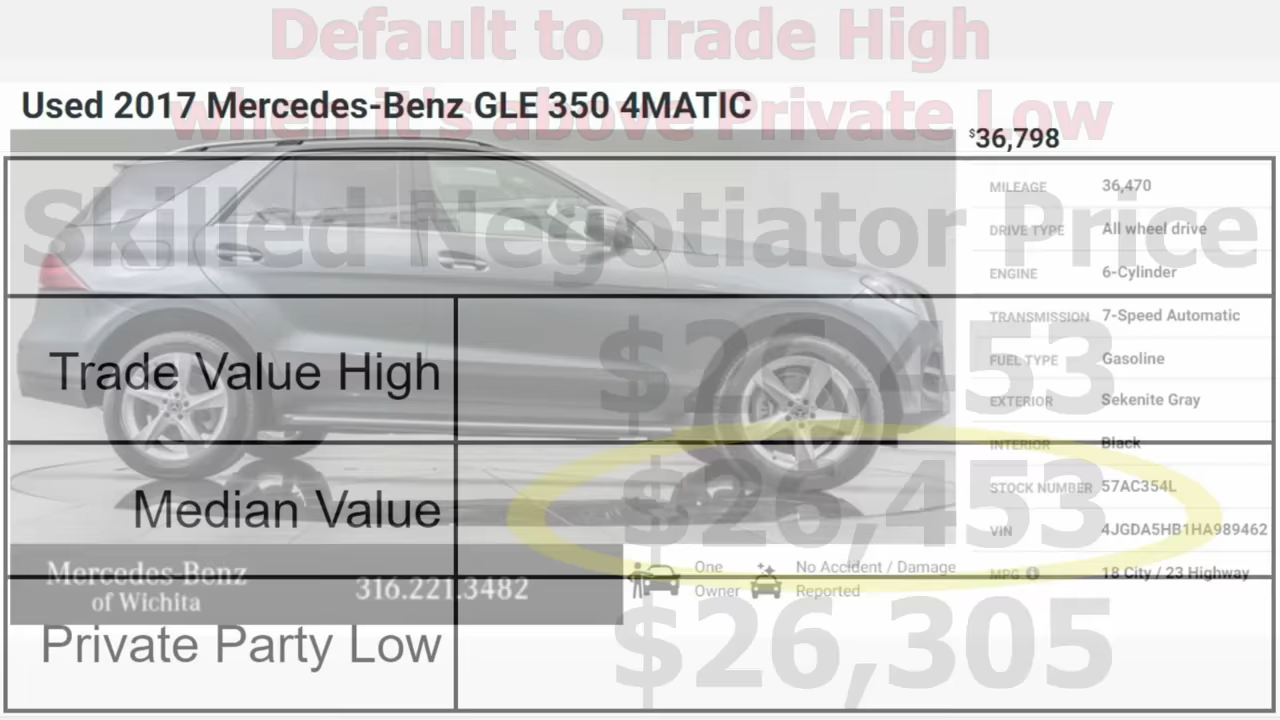 Default to Trade High
Used 2017 Mercedes-Benz GLE 350 4MATIC
when it's above Private Low
$36,798
MILEAGE 36,470
Skilled Negotiator Price
DRIVE TYPE All wheel drive
ENGINE 6-Cylinder
TRANSMISSION 7-Speed Automatic
Trade Value High $26,453
FUEL TYPE Gasoline
EXTERIOR Sekenite Gray
INTERIOR Black
STOCK NUMBER 57AC354L
Median Value $26,453
VIN 4JGDA5HB1HA989462
MPG 18 City / 23 Highway
Mercedes-Benz
of Wichita
316.221.3482
One
Owner
No Accident / Damage
Reported
Private Party Low $26,305